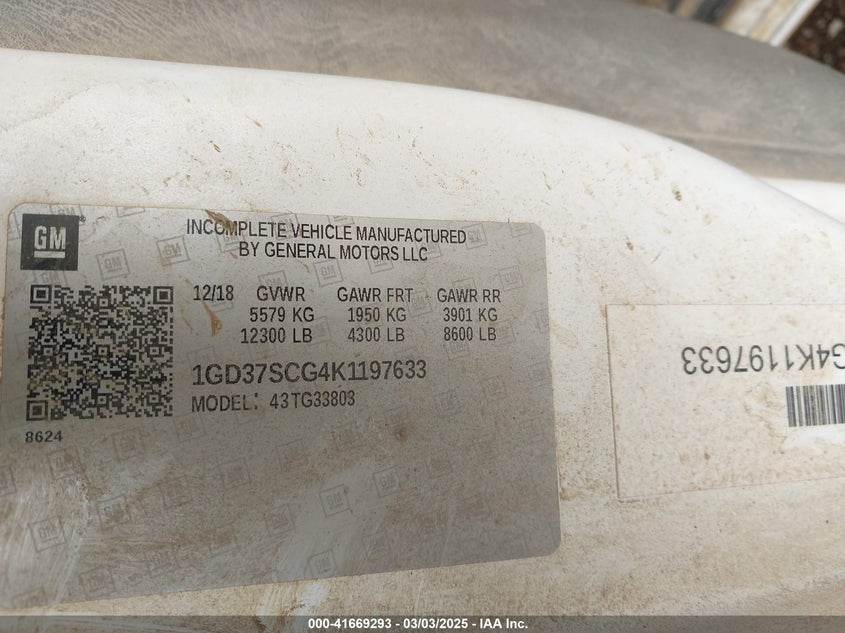 GM
INCOMPLETE VEHICLE MANUFACTURED
BY GENERAL MOTORS LLC
12/18 GVWR GAWR FRT GAWR RR
5579 KG 1950 KG 3901 KG
12300 LB 4300 LB 8600 LB
1GD37SCG4K1197633
MODEL: 43TG33803
8624
G4K1197633
000-41669293 - 03/03/2025 - IAA Inc.